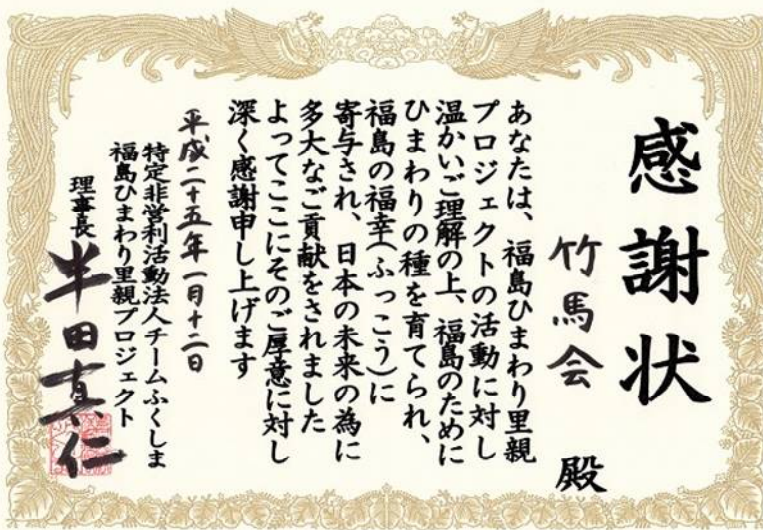 感謝状
竹馬会 殿
あなたは、福島ひまわり里親
プロジェクトの活動に対し
温かいご理解の上、福島のために
ひまわりの種を育てられ、
福島の福幸(ふっこう)に
寄与され、日本の未来の為に
多大なご貢献をされました
よってここにそのご厚意に対し
深く感謝申し上げます
平成二十五年一月十二日
特定非営利活動法人チームふくしま
福島ひまわり里親プロジェクト
理事長 半田真仁